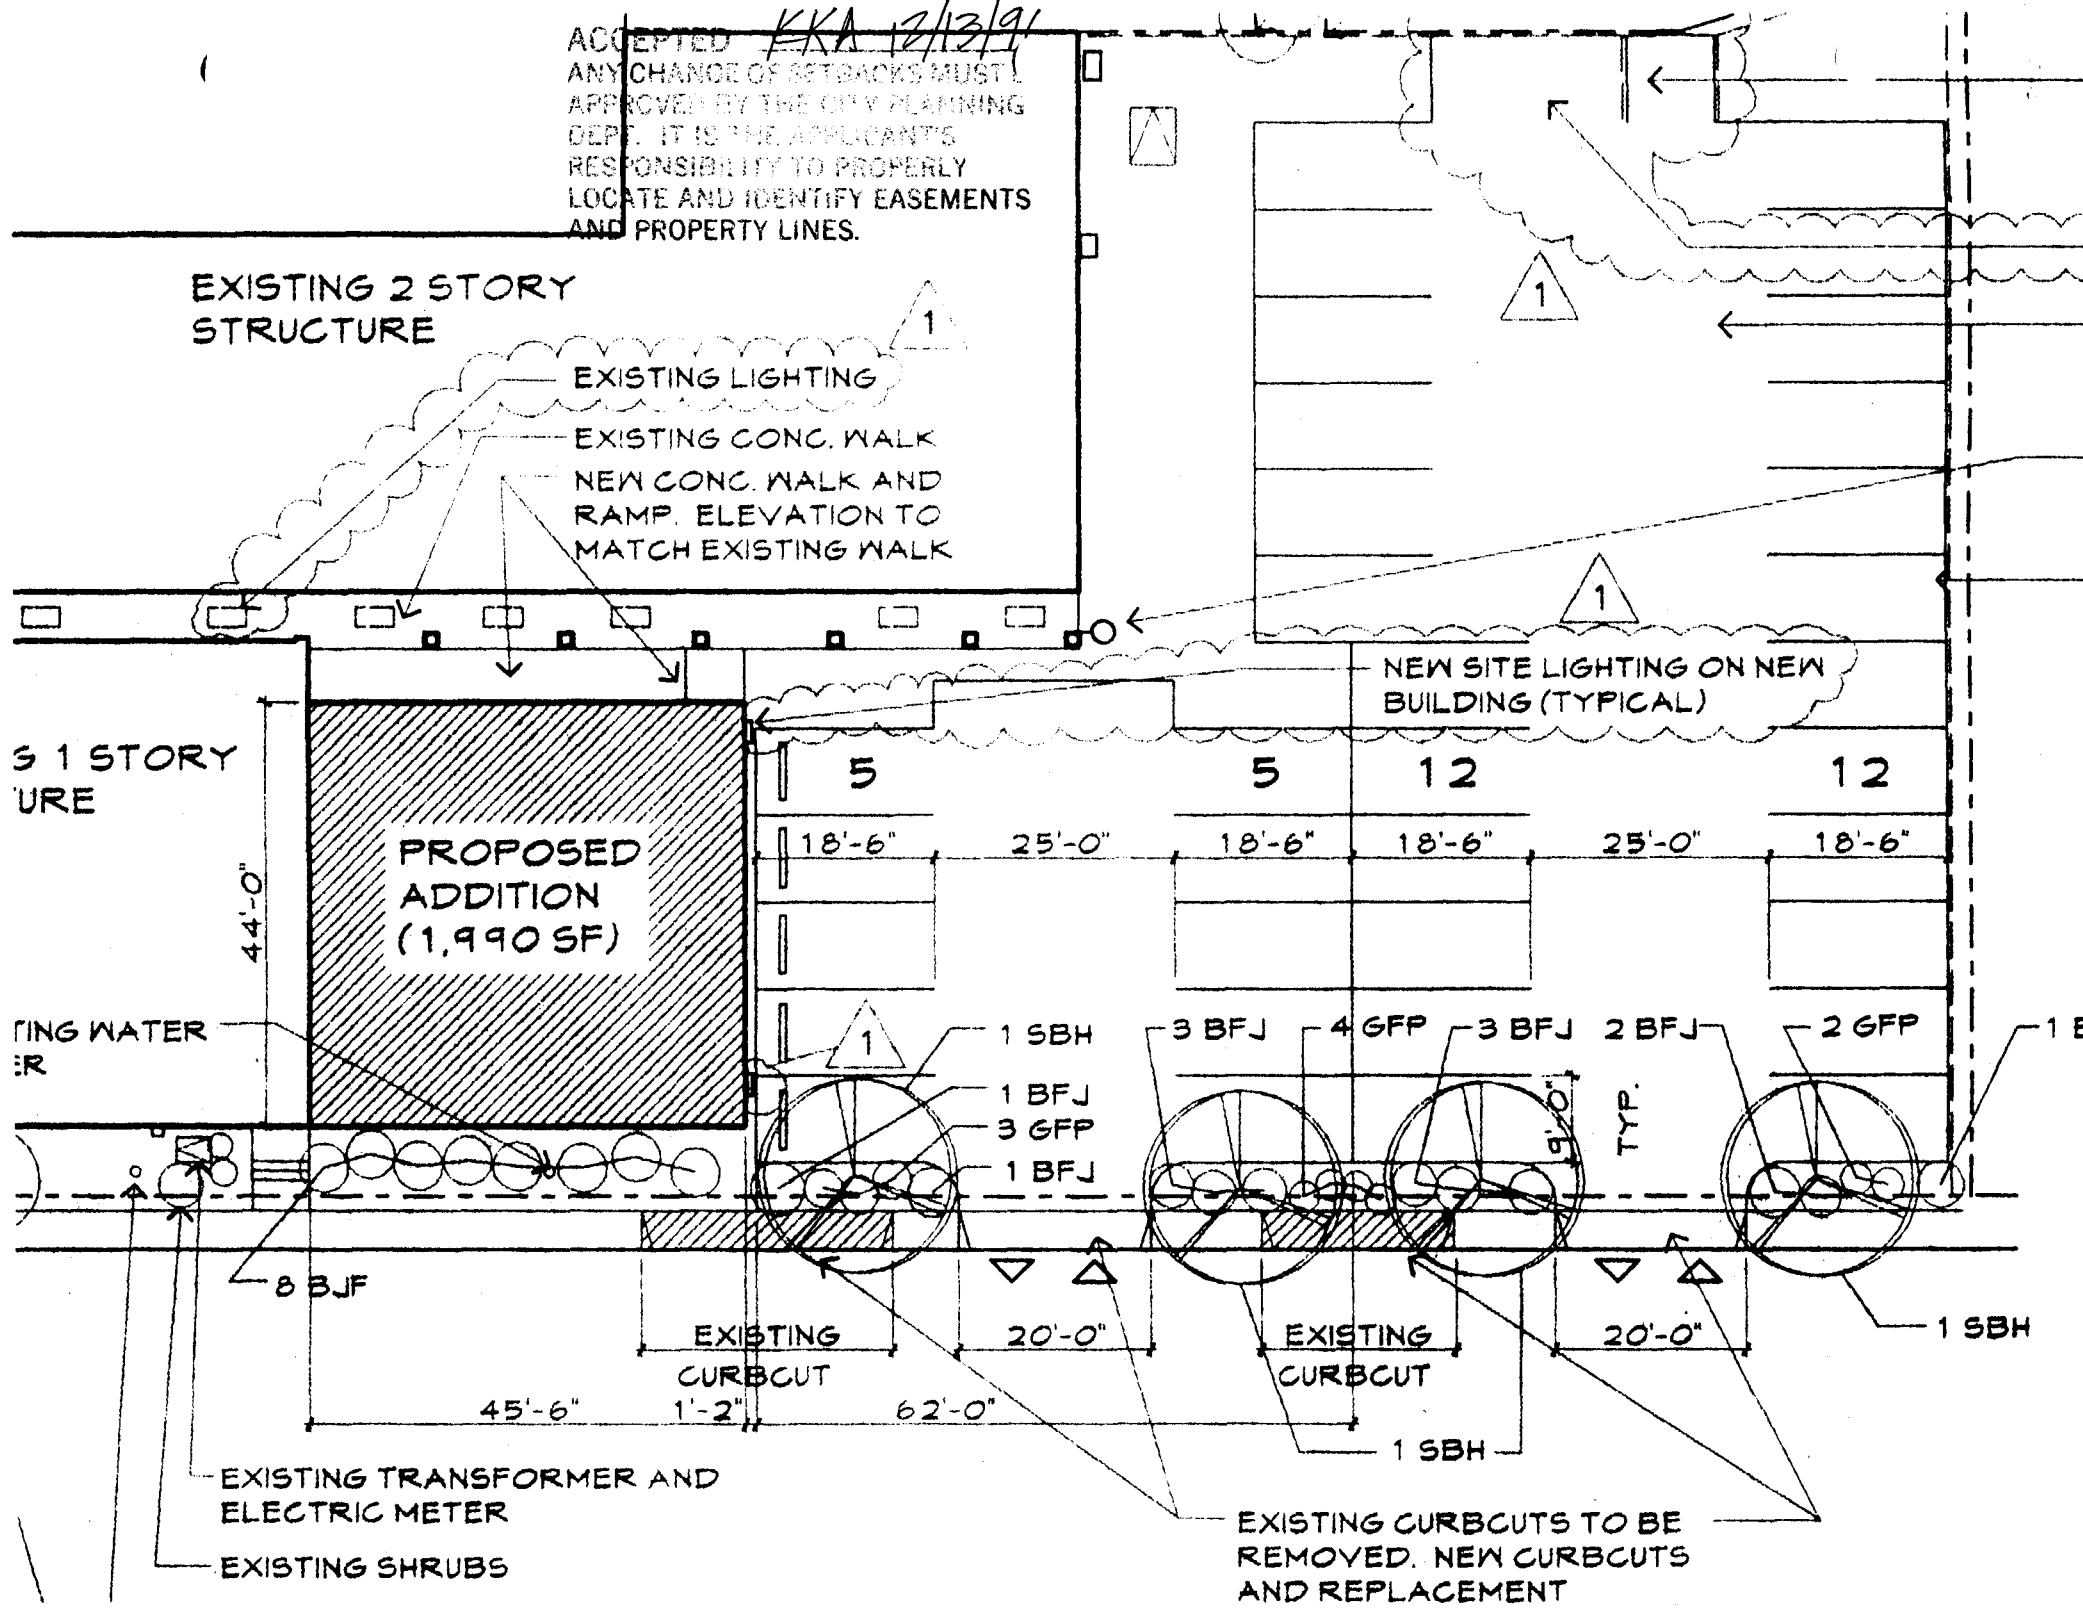 ACCEPTED KKA 12/13/91
ANY CHANGE OF SETBACKS MUST
APPROVED BY THE CITY PLANNING
DEPT. IT IS THE APPLICANT'S
RESPONSIBILITY TO PROPERLY
LOCATE AND IDENTIFY EASEMENTS
AND PROPERTY LINES.
EXISTING 2 STORY
STRUCTURE
1
1
EXISTING LIGHTING
EXISTING CONC. WALK
NEW CONC. WALK AND
RAMP. ELEVATION TO
MATCH EXISTING WALK
1
NEW SITE LIGHTING ON NEW
BUILDING (TYPICAL)
G 1 STORY
URE
5
5
12
12
PROPOSED
ADDITION
(1,990 SF)
44'-0"
18'-6"
25'-0"
18'-6"
18'-6"
25'-0"
18'-6"
TING WATER
ER
1
1 SBH
3 BFJ
4 GFP
3 BFJ
2 BFJ
2 GFP
1 B
1 BFJ
3 GFP
1 BFJ
9'-0"
TYP.
8 BJF
EXISTING
CURBCUT
20'-0"
EXISTING
CURBCUT
20'-0"
1 SBH
45'-6"
1'-2"
62'-0"
1 SBH
EXISTING TRANSFORMER AND
ELECTRIC METER
EXISTING SHRUBS
EXISTING CURBCUTS TO BE
REMOVED. NEW CURBCUTS
AND REPLACEMENT